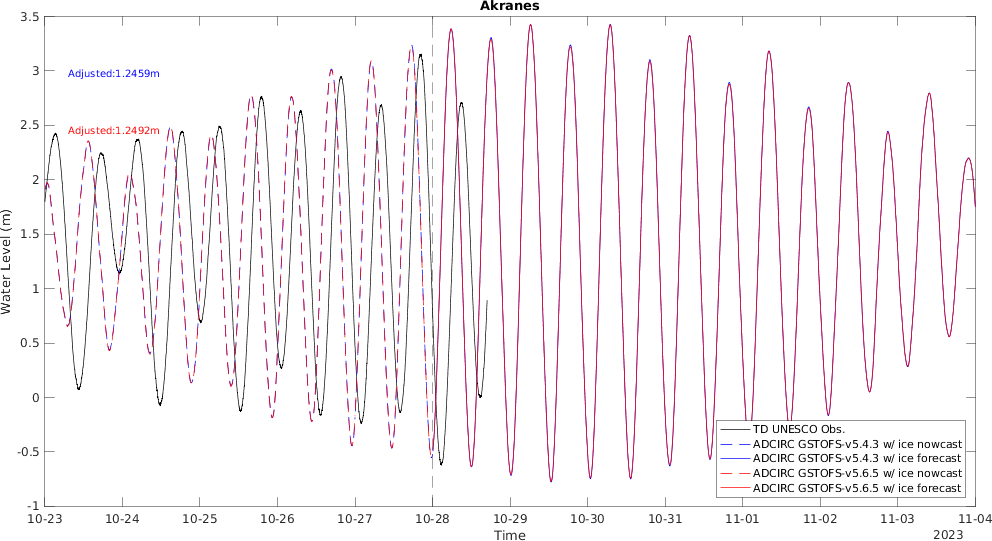 Akranes
3.5
3
2.5
2
1.5
1
0.5
0
-0.5
-1
Water Level (m)
Adjusted:1.2459m
Adjusted:1.2492m
TD UNESCO Obs.
ADCIRC GSTOFS-v5.4.3 w/ ice nowcast
ADCIRC GSTOFS-v5.4.3 w/ ice forecast
ADCIRC GSTOFS-v5.6.5 w/ ice nowcast
ADCIRC GSTOFS-v5.6.5 w/ ice forecast
10-23 10-24 10-25 10-26 10-27 10-28 10-29 10-30 10-31 11-01 11-02 11-03 11-04
Time
2023